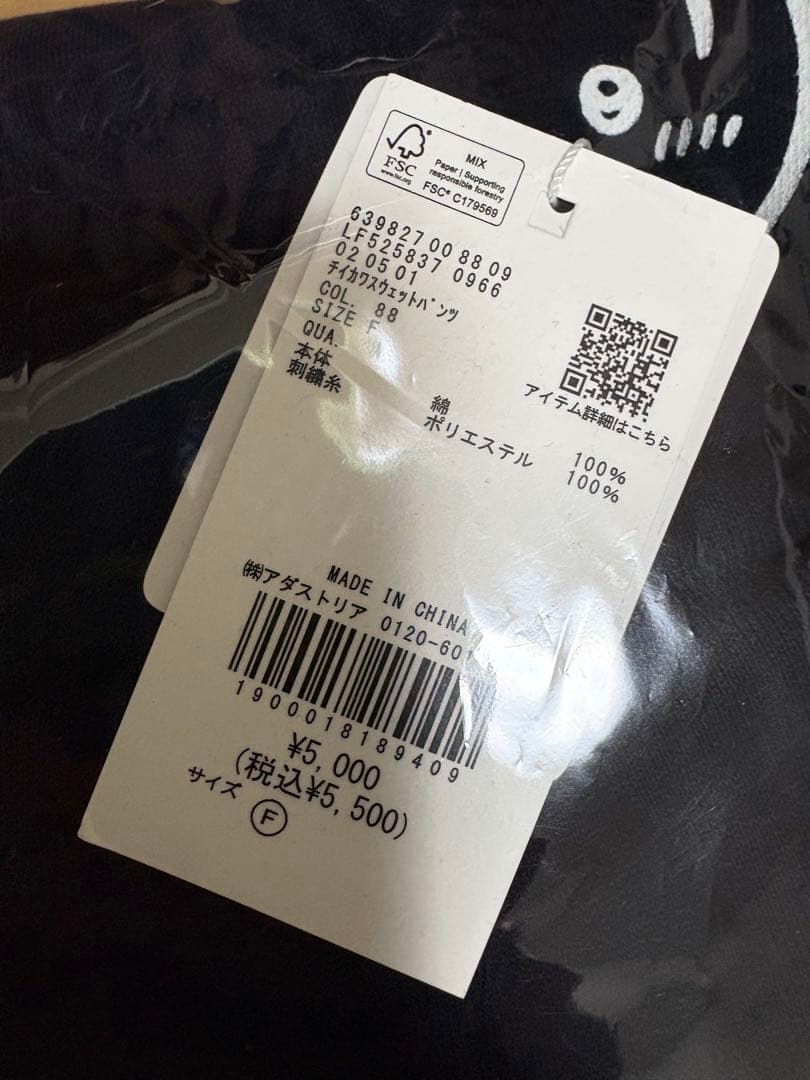 FSC
www.fsc.org
MIX
Paper | Supporting
responsible forestry
FSC® C179569
639827 00 88 09
LF525837 0966
02 05 01
ﾁｲｶﾜｽｳｪｯﾄﾊﾟﾝﾂ
COL. 88
SIZE F
QUA.
本体 綿 100%
刺繍糸 ポリエステル 100%
アイテム詳細はこちら
MADE IN CHINA
㈱アダストリア 0120-601
1900018189409
¥5,000
(税込¥5,500)
サイズ Ⓕ